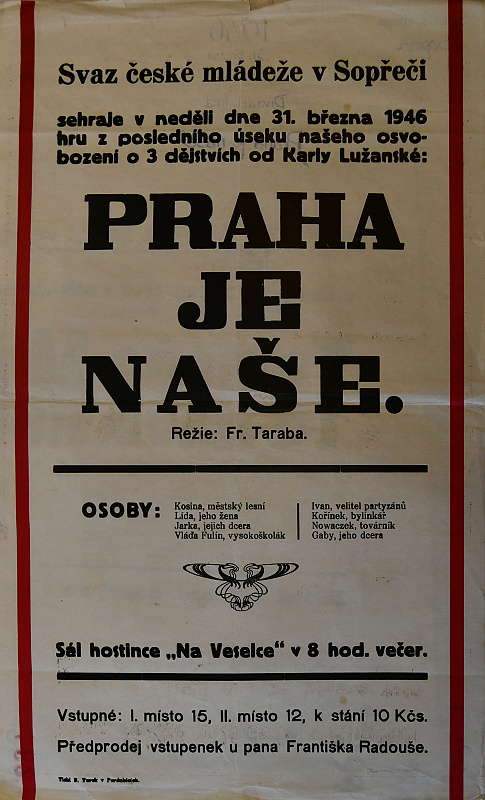 Svaz české mládeže v Sopřeči
sehraje v neděli dne 31. března 1946
hru z posledního úseku našeho osvo-
bození o 3 dějstvích od Karly Lužanské:
PRAHA
JE
NAŠE.
Režie: Fr. Taraba.
OSOBY:
Kosina, městský lesní
Lída, jeho žena
Jarka, jejich dcera
Vláďa Fulín, vysokoškolák
Ivan, velitel partyzánů
Kořínek, bylinkář
Nowaczek, továrník
Gaby, jeho dcera
Sál hostince „Na Veselce“ v 8 hod. večer.
Vstupné: I. místo 15, II. místo 12, k stání 10 Kčs.
Předprodej vstupenek u pana Františka Radouše.
Tisk